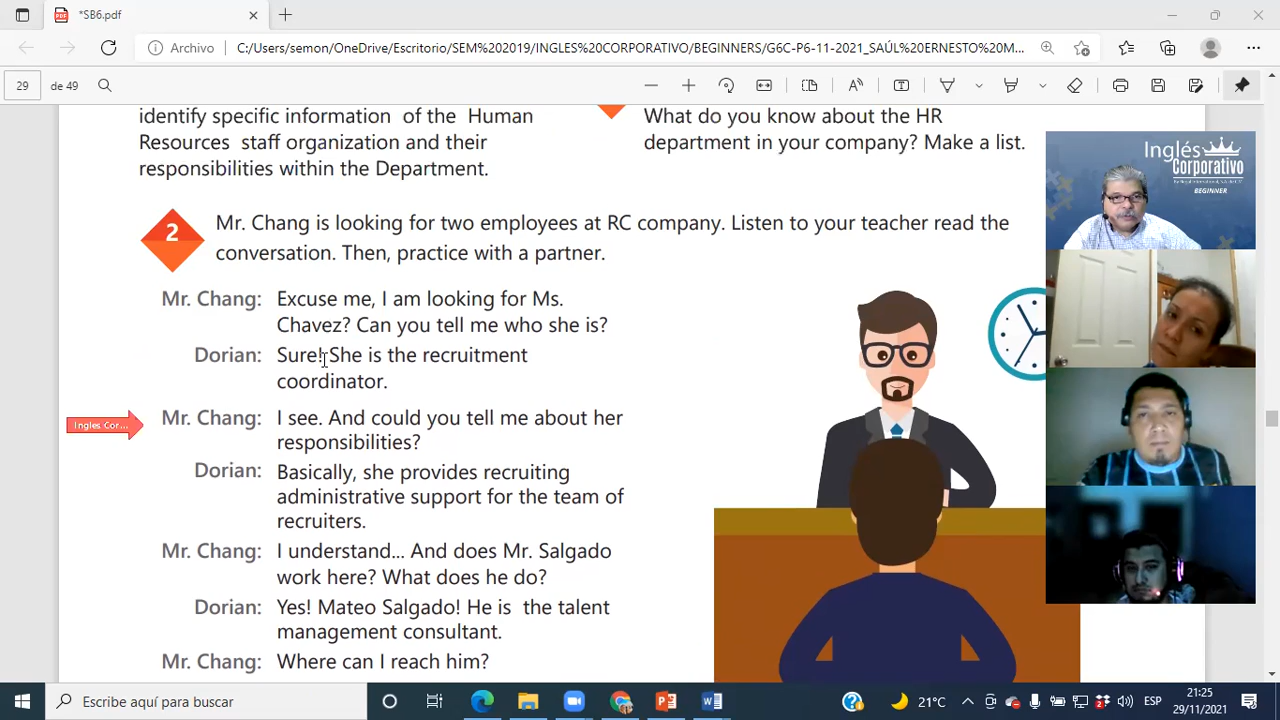 *SB6.pdf
Archivo
C:/Users/semon/OneDrive/Escritorio/SEM%202019/INGLES%20CORPORATIVO/BEGINNERS/G6C-P6-11-2021_SAÚL%20ERNESTO%20M...
29
de 49
identify specific information of the Human
Resources staff organization and their
responsibilities within the Department.
What do you know about the HR
department in your company? Make a list.
2
Mr. Chang is looking for two employees at RC company. Listen to your teacher read the
conversation. Then, practice with a partner.
Mr. Chang: Excuse me, I am looking for Ms.
Chavez? Can you tell me who she is?
Dorian: Sure! She is the recruitment
coordinator.
Ingles Cor...
Mr. Chang: I see. And could you tell me about her
responsibilities?
Dorian: Basically, she provides recruiting
administrative support for the team of
recruiters.
Mr. Chang: I understand... And does Mr. Salgado
work here? What does he do?
Dorian: Yes! Mateo Salgado! He is the talent
management consultant.
Mr. Chang: Where can I reach him?
Inglés
Corporativo
BEGINNER
Escribe aquí para buscar
21°C
ESP
21:25
29/11/2021